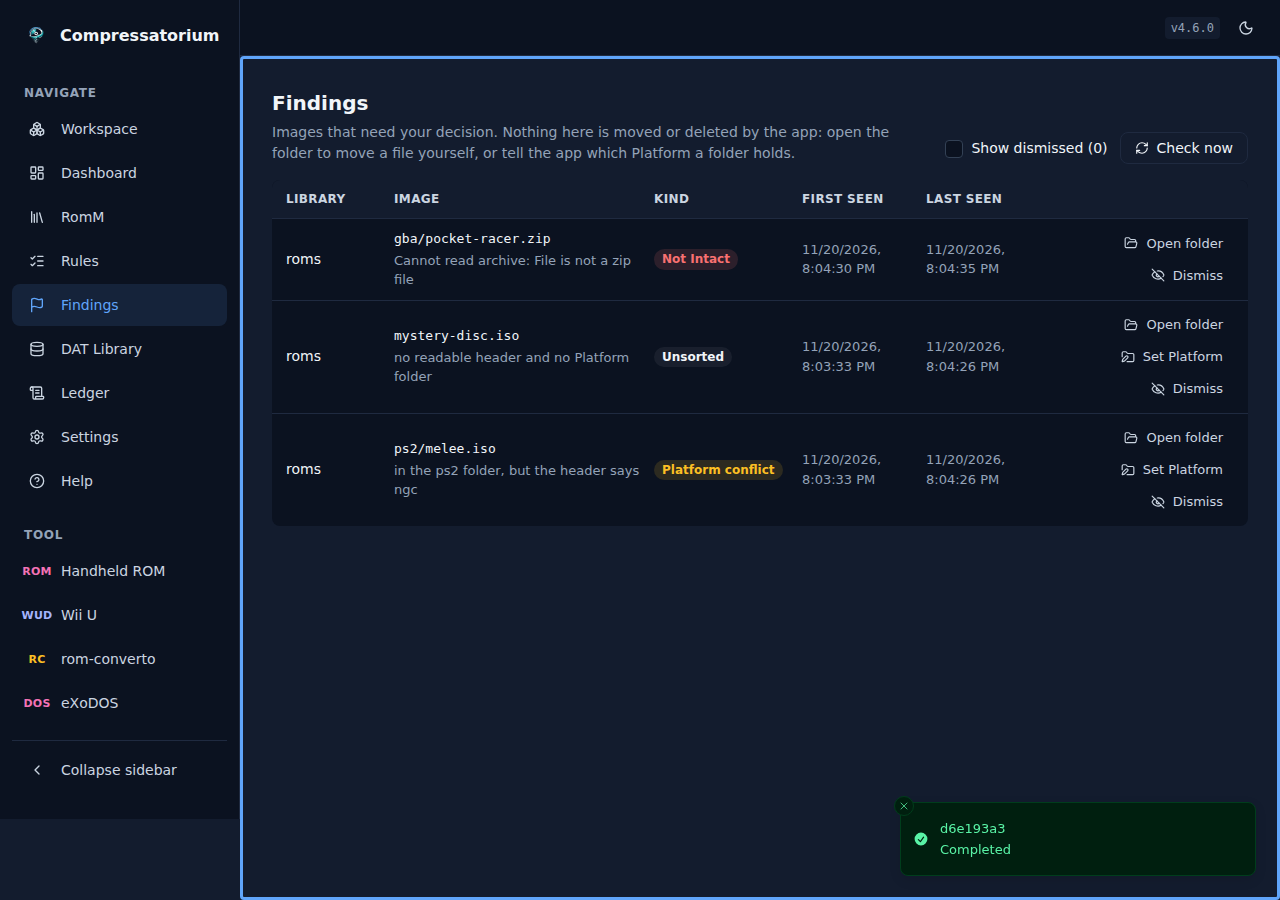 Compressatorium
v4.6.0
NAVIGATE
Workspace
Dashboard
RomM
Rules
Findings
DAT Library
Ledger
Settings
Help
TOOL
ROM Handheld ROM
WUD Wii U
RC rom-converto
DOS eXoDOS
Collapse sidebar
Findings
Images that need your decision. Nothing here is moved or deleted by the app: open the
folder to move a file yourself, or tell the app which Platform a folder holds.
Show dismissed (0)
Check now
LIBRARY IMAGE KIND FIRST SEEN LAST SEEN
roms
gba/pocket-racer.zip
Cannot read archive: File is not a zip
file
Not Intact
11/20/2026,
8:04:30 PM
11/20/2026,
8:04:35 PM
Open folder
Dismiss
roms
mystery-disc.iso
no readable header and no Platform
folder
Unsorted
11/20/2026,
8:03:33 PM
11/20/2026,
8:04:26 PM
Open folder
Set Platform
Dismiss
roms
ps2/melee.iso
in the ps2 folder, but the header says
ngc
Platform conflict
11/20/2026,
8:03:33 PM
11/20/2026,
8:04:26 PM
Open folder
Set Platform
Dismiss
d6e193a3
Completed